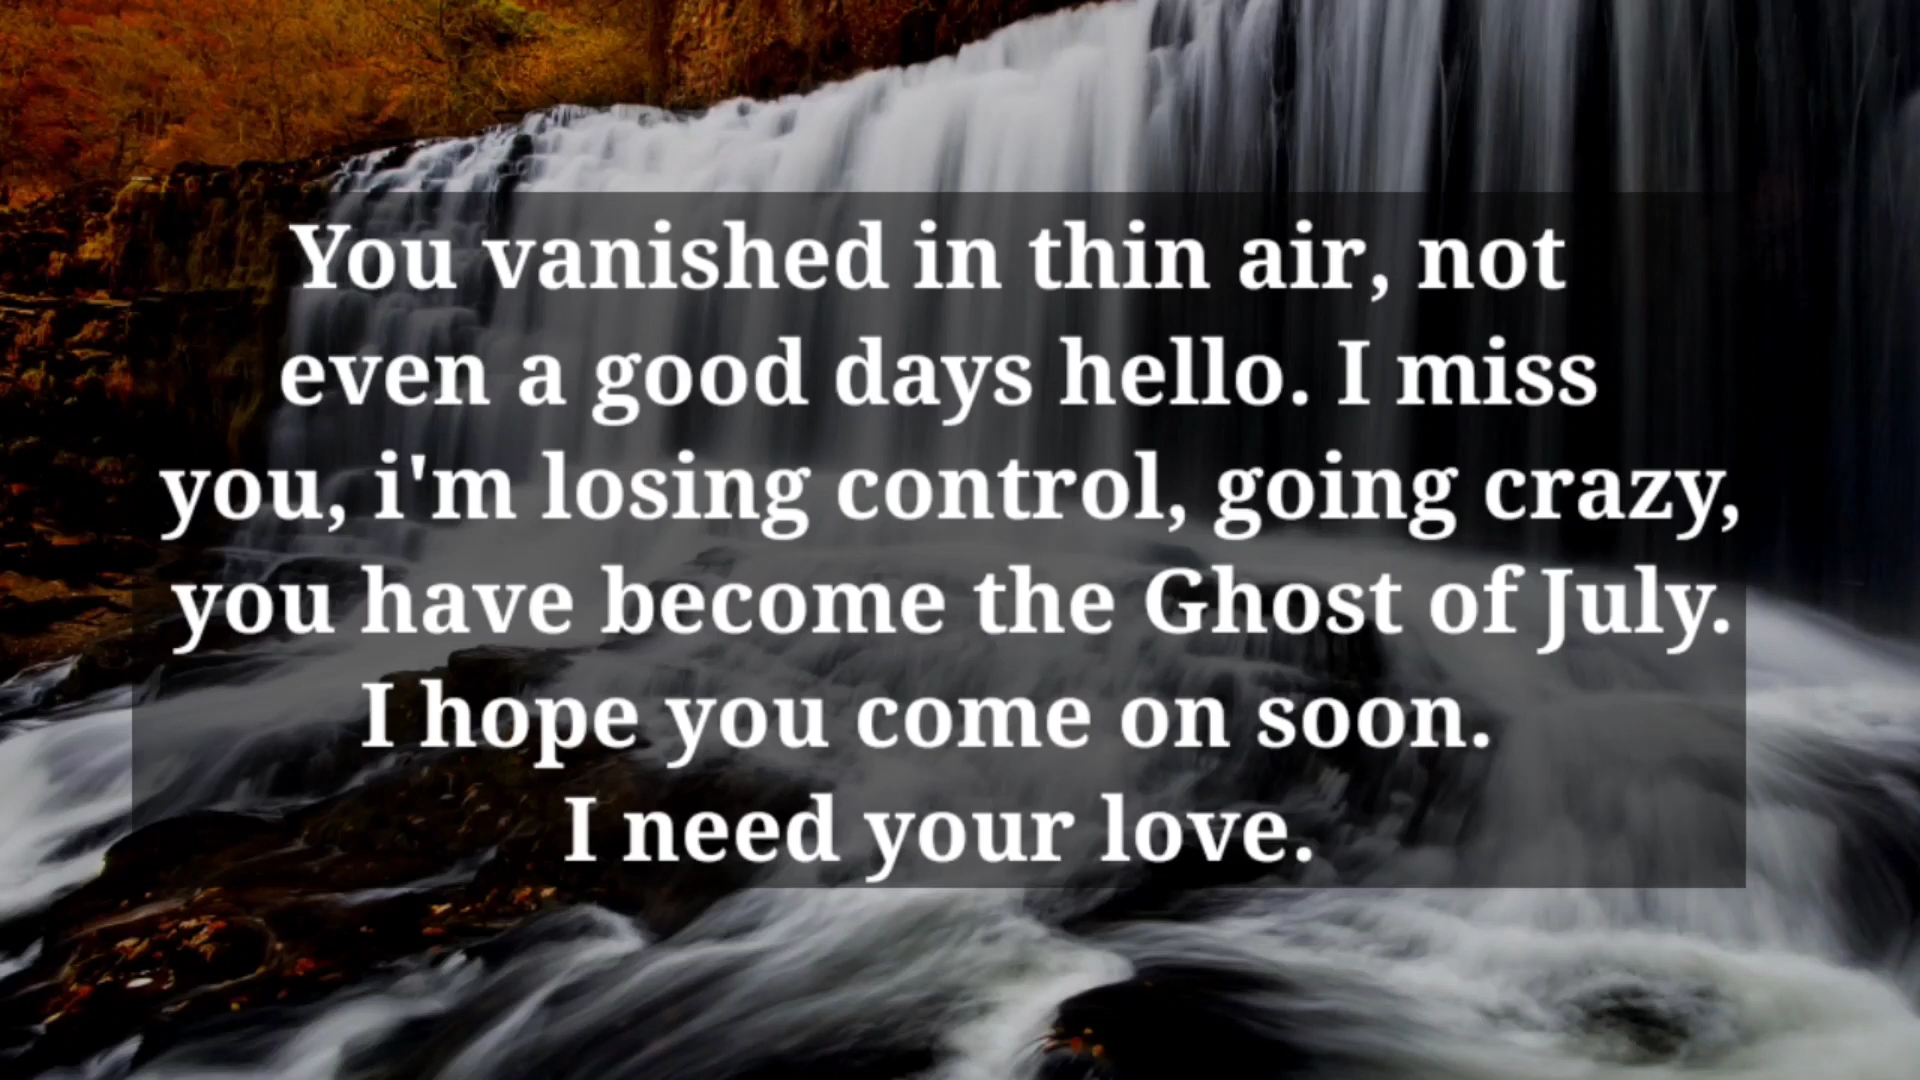 You vanished in thin air, not
even a good days hello. I miss
you, i'm losing control, going crazy,
you have become the Ghost of July.
I hope you come on soon.
I need your love.